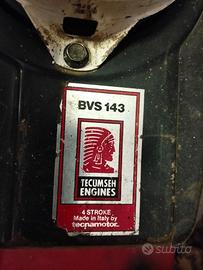 BVS 143
TECUMSEH
ENGINES
4 STROKE
Made in Italy by
tecnamotor
subito